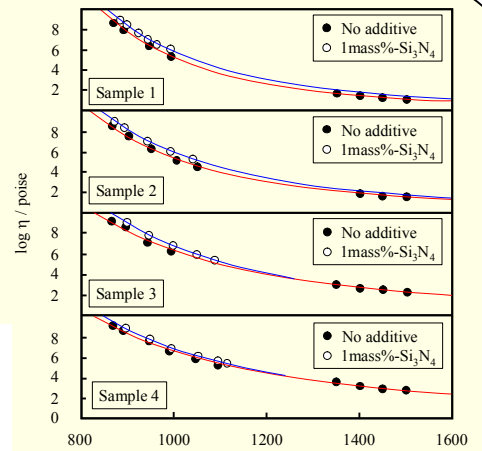 log η / poise
8
6
4
2
No additive
1mass%-Si₃N₄
Sample 1
8
6
4
2
No additive
1mass%-Si₃N₄
Sample 2
8
6
4
2
No additive
1mass%-Si₃N₄
Sample 3
8
6
4
2
0
No additive
1mass%-Si₃N₄
Sample 4
800 1000 1200 1400 1600